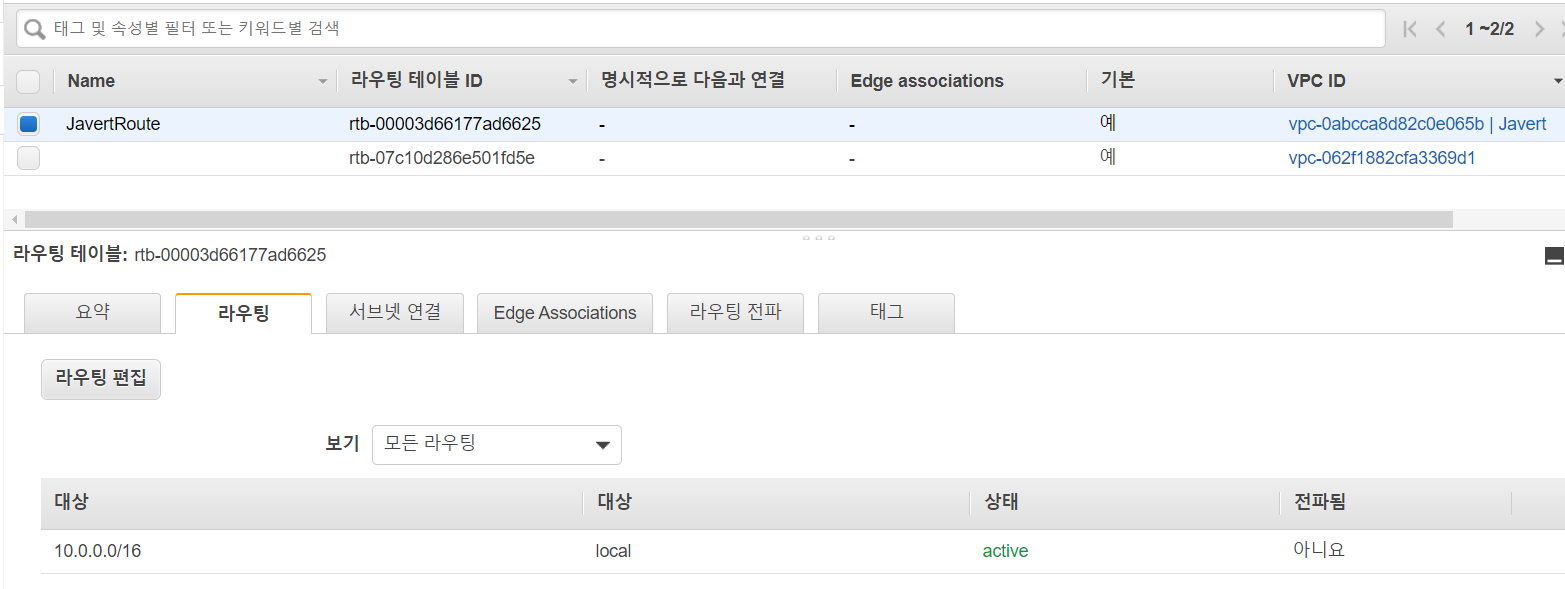 태그 및 속성별 필터 또는 키워드별 검색 1 ~2/2
Name 라우팅 테이블 ID 명시적으로 다음과 연결 Edge associations 기본 VPC ID
JavertRoute rtb-00003d66177ad6625 - - 예 vpc-0abcca8d82c0e065b | Javert
rtb-07c10d286e501fd5e - - 예 vpc-062f1882cfa3369d1
라우팅 테이블: rtb-00003d66177ad6625
요약 라우팅 서브넷 연결 Edge Associations 라우팅 전파 태그
라우팅 편집
보기 모든 라우팅
대상 대상 상태 전파됨
10.0.0.0/16 local active 아니요